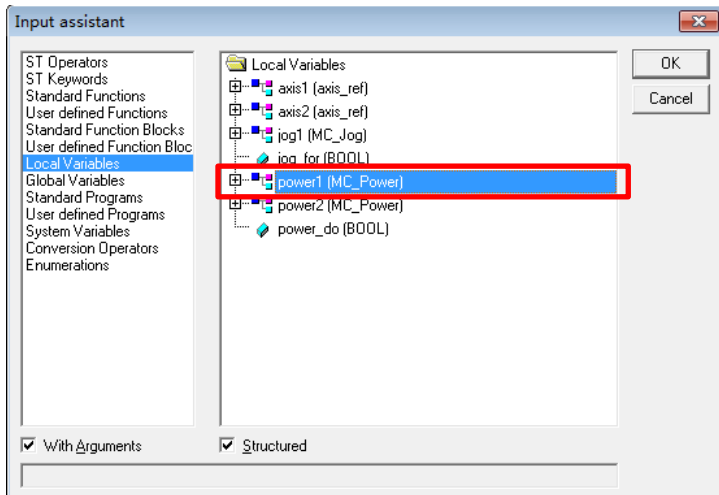 Input assistant
ST Operators
ST Keywords
Standard Functions
User defined Functions
Standard Function Blocks
User defined Function Bloc
Local Variables
Global Variables
Standard Programs
User defined Programs
System Variables
Conversion Operators
Enumerations
Local Variables
axis1 (axis_ref)
axis2 (axis_ref)
jog1 (MC_Jog)
jog_for (BOOL)
power1 (MC_Power)
power2 (MC_Power)
power_do (BOOL)
OK
Cancel
With Arguments
Structured